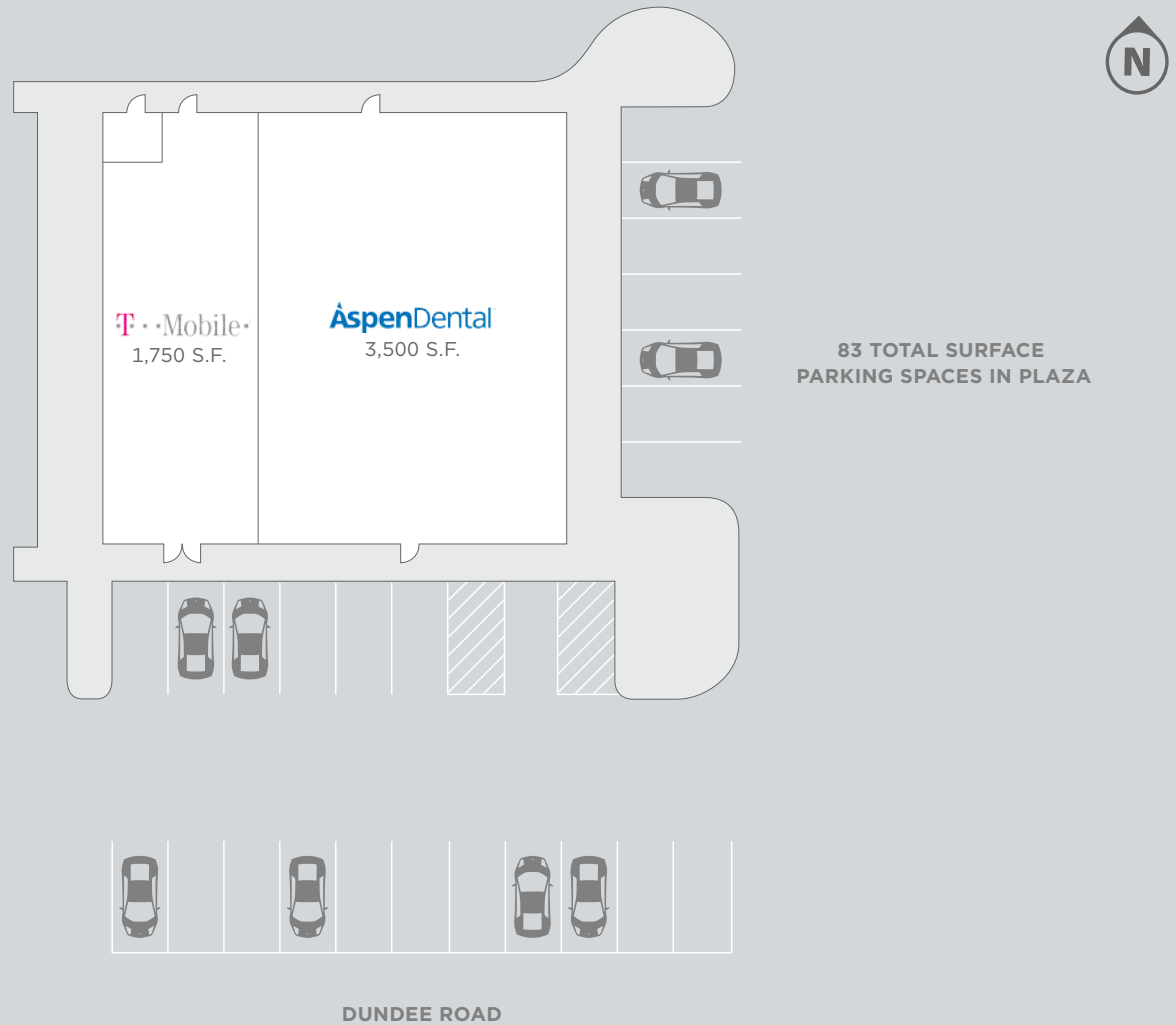 N
T··Mobile·
1,750 S.F.
AspenDental
3,500 S.F.
83 TOTAL SURFACE
PARKING SPACES IN PLAZA
DUNDEE ROAD